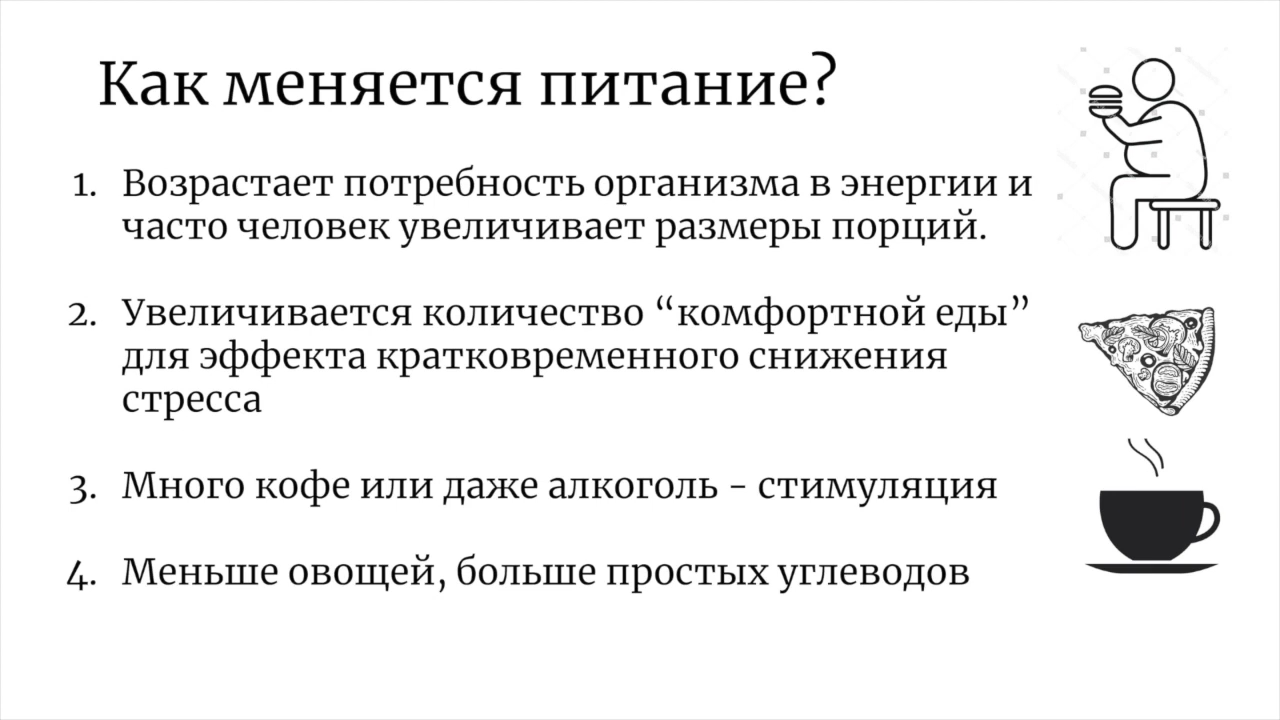 Как меняется питание?
1. Возрастает потребность организма в энергии и
часто человек увеличивает размеры порций.
2. Увеличивается количество “комфортной еды”
для эффекта кратковременного снижения
стресса
3. Много кофе или даже алкоголь - стимуляция
4. Меньше овощей, больше простых углеводов